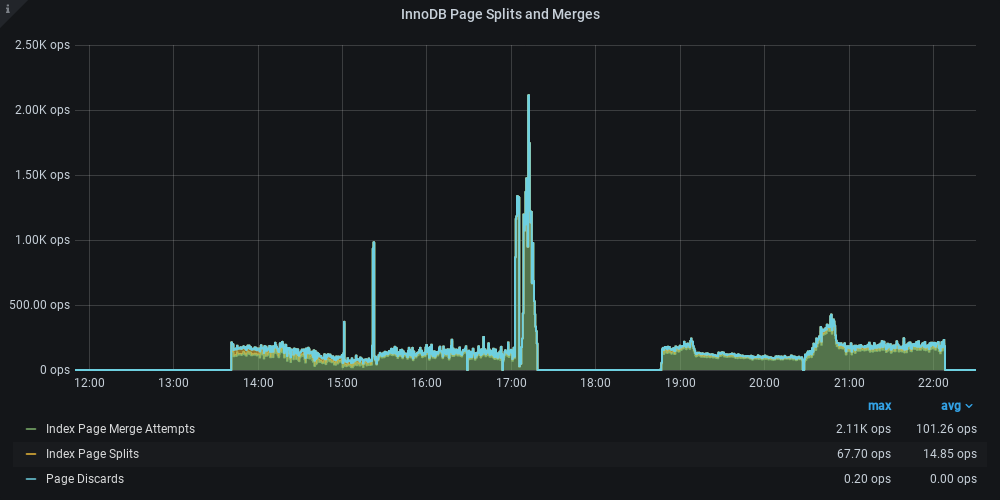 i
InnoDB Page Splits and Merges
2.50K ops
2.00K ops
1.50K ops
1.00K ops
500.00 ops
0 ops
12:00 13:00 14:00 15:00 16:00 17:00 18:00 19:00 20:00 21:00 22:00
max avg
Index Page Merge Attempts 2.11K ops 101.26 ops
Index Page Splits 67.70 ops 14.85 ops
Page Discards 0.20 ops 0.00 ops